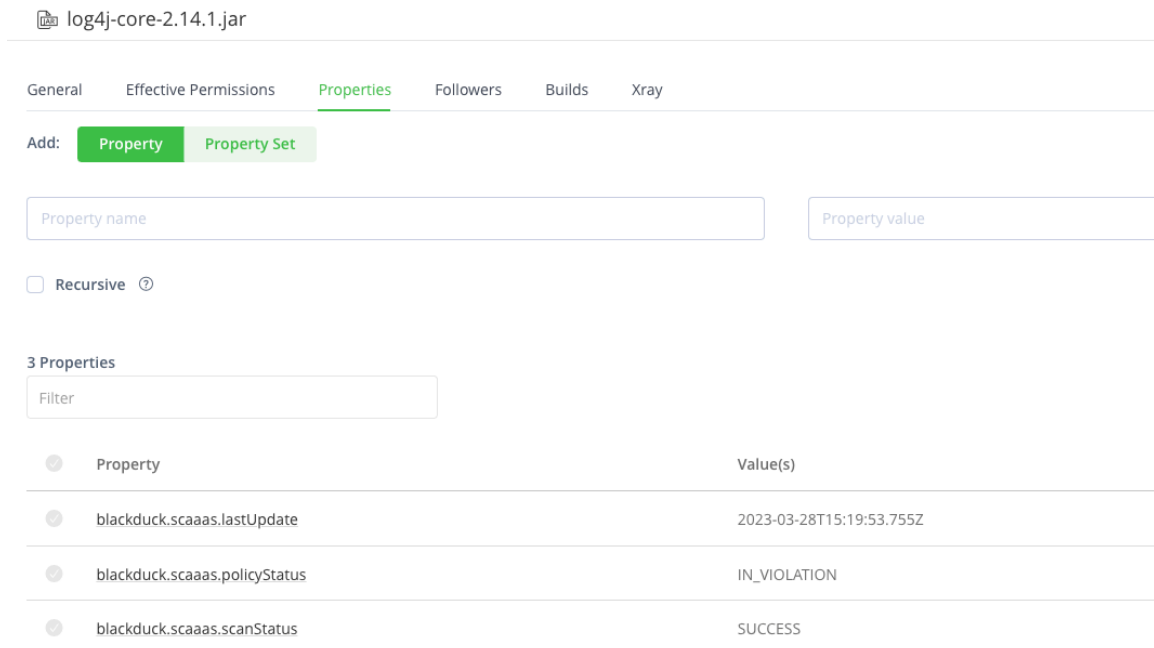 log4j-core-2.14.1.jar
General Effective Permissions Properties Followers Builds Xray
Add: Property Property Set
Property name Property value
Recursive ?
3 Properties
Filter
Property Value(s)
blackduck.scaaas.lastUpdate 2023-03-28T15:19:53.755Z
blackduck.scaaas.policyStatus IN_VIOLATION
blackduck.scaaas.scanStatus SUCCESS